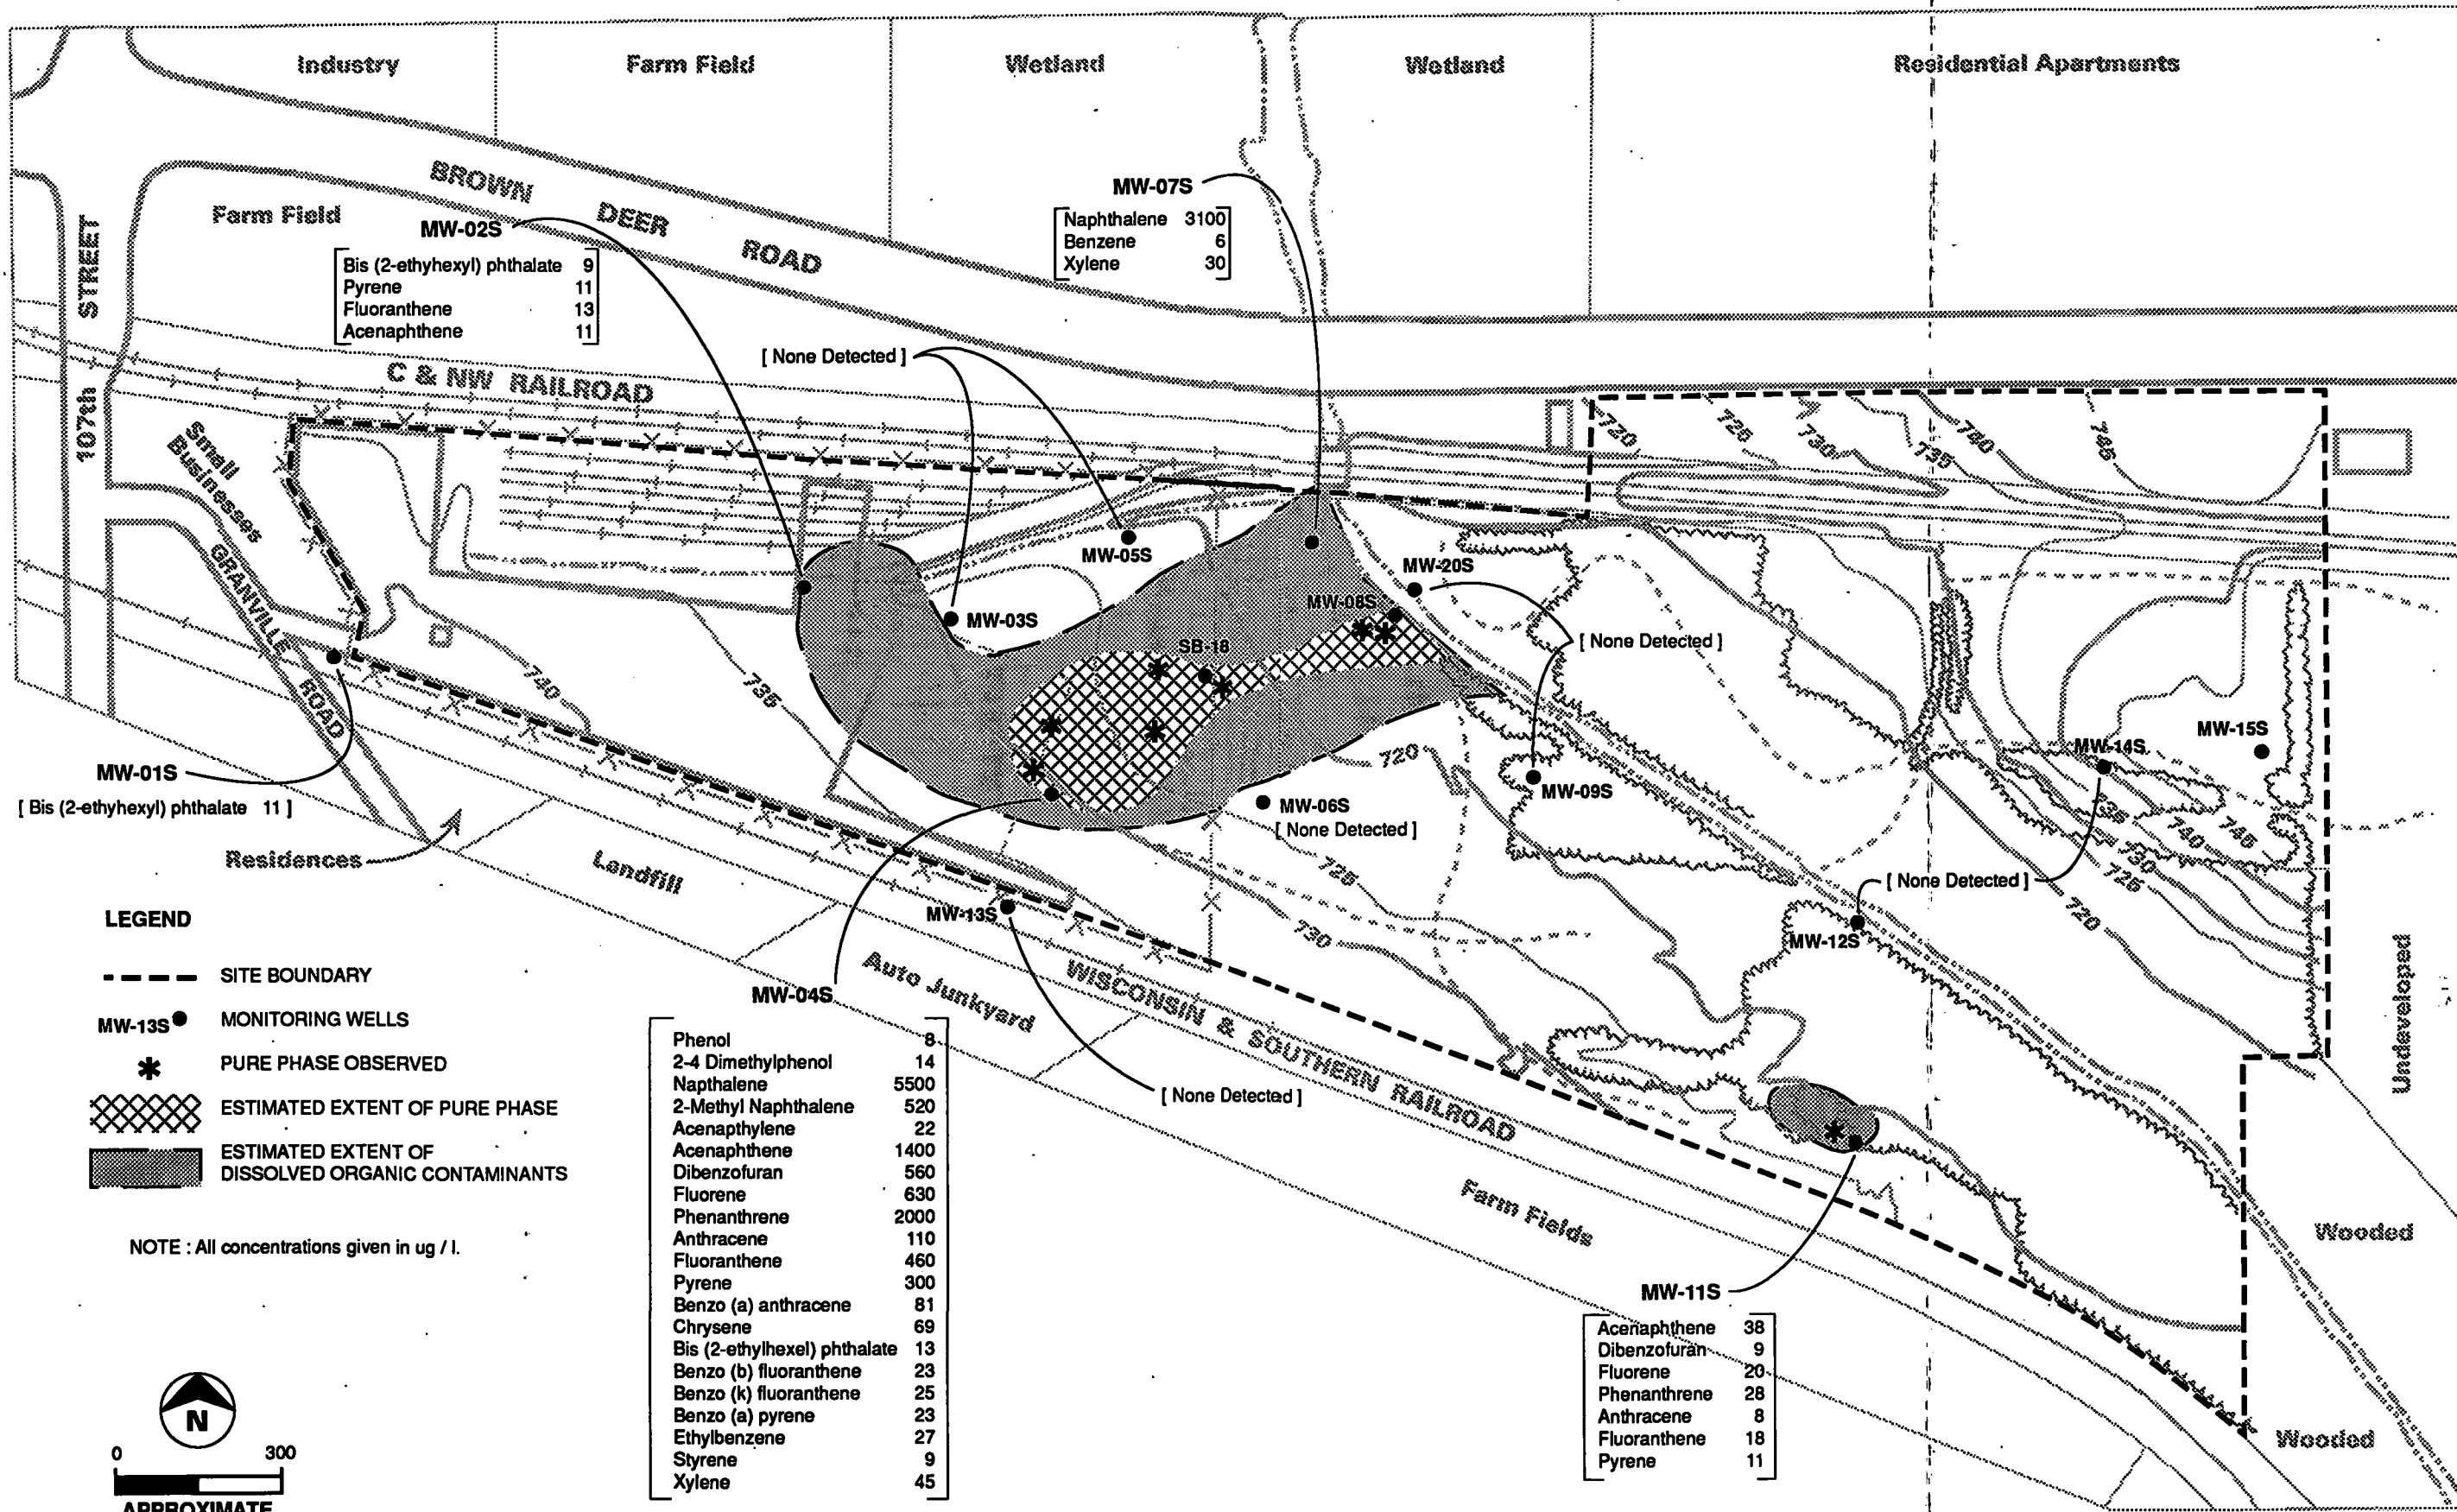 Industry
Farm Field
Wetland
Wetland
Residential Apartments
BROWN DEER ROAD
Farm Field
107th STREET
MW-02S
Bis (2-ethyhexyl) phthalate 9
Pyrene 11
Fluoranthene 13
Acenaphthene 11
MW-07S
Naphthalene 3100
Benzene 6
Xylene 30
[ None Detected ]
C & NW RAILROAD
Small
Businesses
GRANVILLE ROAD
720
725
730
735
740
745
MW-05S
MW-03S
MW-20S
MW-08S
SB-18
[ None Detected ]
740
735
720
MW-01S
[ Bis (2-ethyhexyl) phthalate 11 ]
MW-06S
[ None Detected ]
MW-09S
MW-14S
MW-15S
735
740
745
730
725
720
Residences
Landfill
725
730
[ None Detected ]
MW-12S
MW-13S
Auto Junkyard
WISCONSIN & SOUTHERN RAILROAD
[ None Detected ]
Undeveloped
LEGEND
SITE BOUNDARY
MW-13S MONITORING WELLS
PURE PHASE OBSERVED
ESTIMATED EXTENT OF PURE PHASE
ESTIMATED EXTENT OF
DISSOLVED ORGANIC CONTAMINANTS
NOTE : All concentrations given in ug / l.
MW-04S
Phenol 8
2-4 Dimethylphenol 14
Napthalene 5500
2-Methyl Naphthalene 520
Acenapthylene 22
Acenaphthene 1400
Dibenzofuran 560
Fluorene 630
Phenanthrene 2000
Anthracene 110
Fluoranthene 460
Pyrene 300
Benzo (a) anthracene 81
Chrysene 69
Bis (2-ethylhexel) phthalate 13
Benzo (b) fluoranthene 23
Benzo (k) fluoranthene 25
Benzo (a) pyrene 23
Ethylbenzene 27
Styrene 9
Xylene 45
Farm Fields
MW-11S
Acenaphthene 38
Dibenzofuran 9
Fluorene 20
Phenanthrene 28
Anthracene 8
Fluoranthene 18
Pyrene 11
Wooded
Wooded
N
0 300
APPROXIMATE